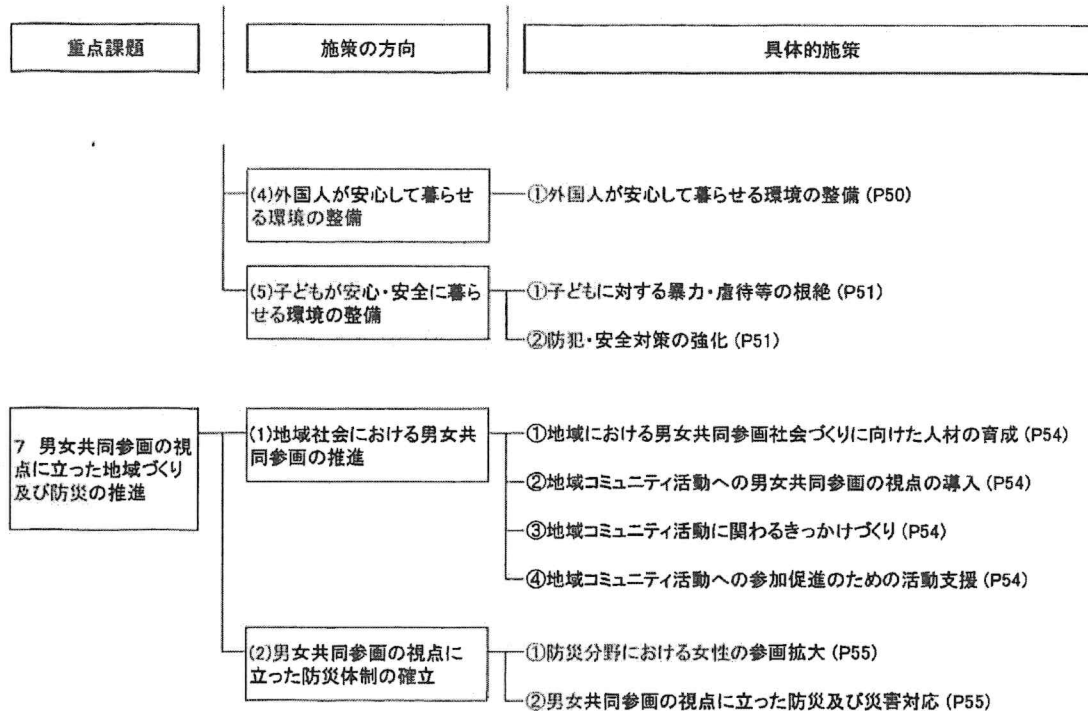 重点課題
施策の方向
具体的施策
(4)外国人が安心して暮らせ
る環境の整備
①外国人が安心して暮らせる環境の整備 (P50)
(5)子どもが安心・安全に暮ら
せる環境の整備
①子どもに対する暴力・虐待等の根絶 (P51)
②防犯・安全対策の強化 (P51)
7 男女共同参画の視
点に立った地域づくり
及び防災の推進
(1)地域社会における男女共
同参画の推進
①地域における男女共同参画社会づくりに向けた人材の育成 (P54)
②地域コミュニティ活動への男女共同参画の視点の導入 (P54)
③地域コミュニティ活動に関わるきっかけづくり (P54)
④地域コミュニティ活動への参加促進のための活動支援 (P54)
(2)男女共同参画の視点に
立った防災体制の確立
①防災分野における女性の参画拡大 (P55)
②男女共同参画の視点に立った防災及び災害対応 (P55)